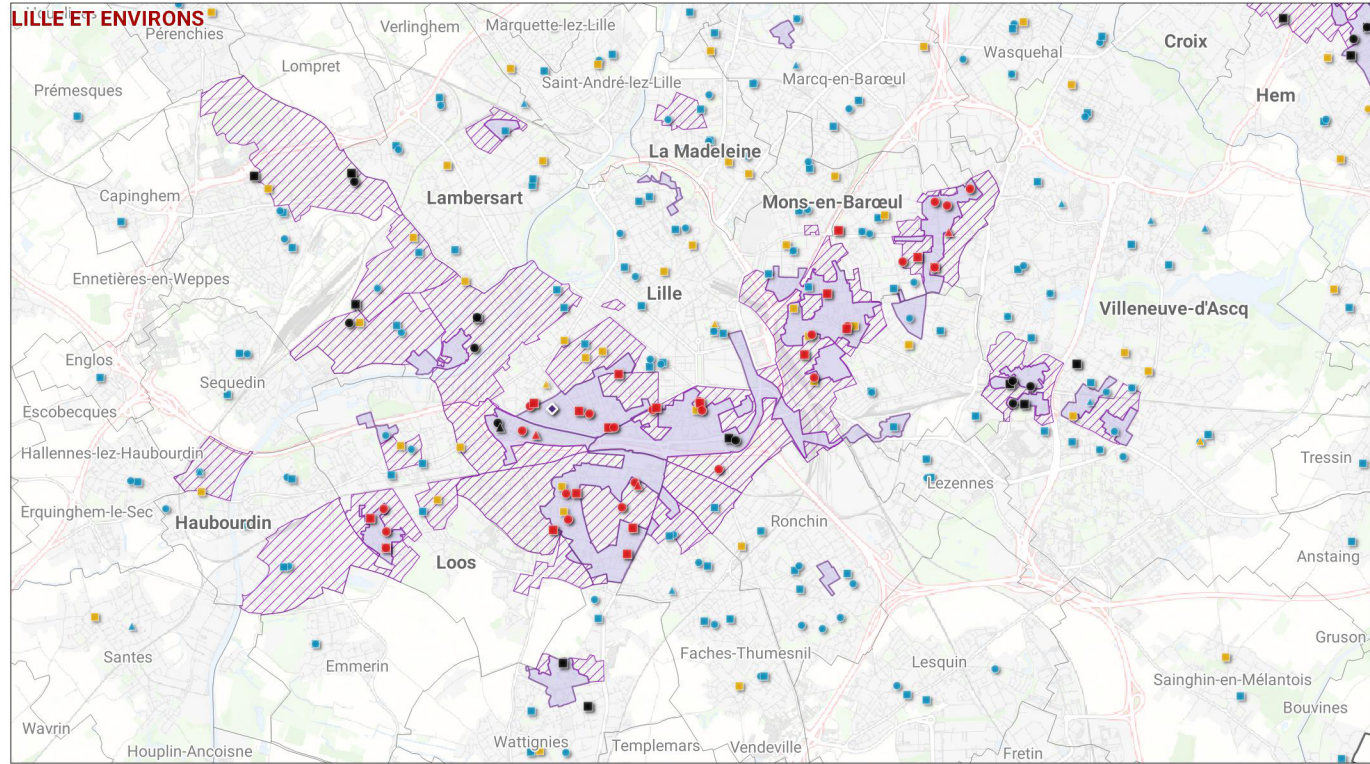 LILLE ET ENVIRONS
Pérenchies
Verlinghem
Marquette-lez-Lille
Wasquehal
Croix
Lompret
Saint-André-lez-Lille
Marcq-en-Barœul
Prémesques
Hem
La Madeleine
Capinghem
Lambersart
Mons-en-Barœul
Ennetières-en-Weppes
Lille
Villeneuve-d'Ascq
Englos
Sequedin
Escobecques
Hallennes-lez-Haubourdin
Tressin
Lezennes
Erquinghem-le-Sec
Haubourdin
Ronchin
Anstaing
Loos
Gruson
Santes
Emmerin
Faches-Thumesnil
Lesquin
Sainghin-en-Mélantois
Bouvines
Wavrin
Houplin-Ancoisne
Wattignies
Templemars
Vendeville
Fretin